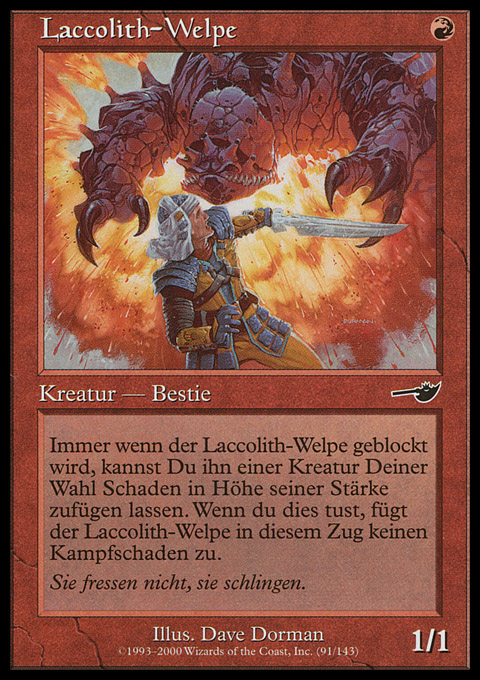 Laccolith-Welpe
Kreatur — Bestie
Immer wenn der Laccolith-Welpe geblockt
wird, kannst Du ihn einer Kreatur Deiner
Wahl Schaden in Höhe seiner Stärke
zufügen lassen. Wenn du dies tust, fügt
der Laccolith-Welpe in diesem Zug keinen
Kampfschaden zu.
Sie fressen nicht, sie schlingen.
Illus. Dave Dorman
©1993–2000 Wizards of the Coast, Inc. (91/143)
1/1